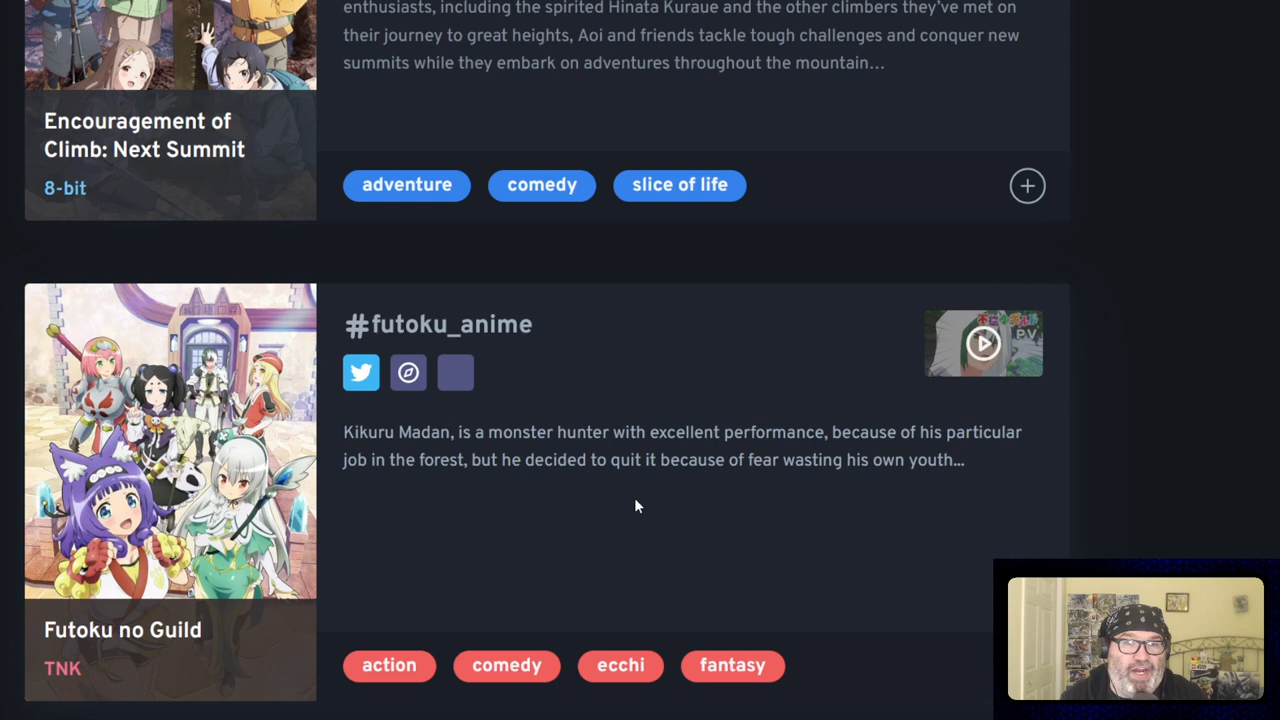 enthusiasts, including the spirited Hinata Kuraue and the other climbers they've met on
their journey to great heights, Aoi and friends tackle tough challenges and conquer new
summits while they embark on adventures throughout the mountain…
Encouragement of
Climb: Next Summit
8-bit
adventure comedy slice of life
#futoku_anime
PV
Kikuru Madan, is a monster hunter with excellent performance, because of his particular
job in the forest, but he decided to quit it because of fear wasting his own youth...
Futoku no Guild
TNK
action comedy ecchi fantasy